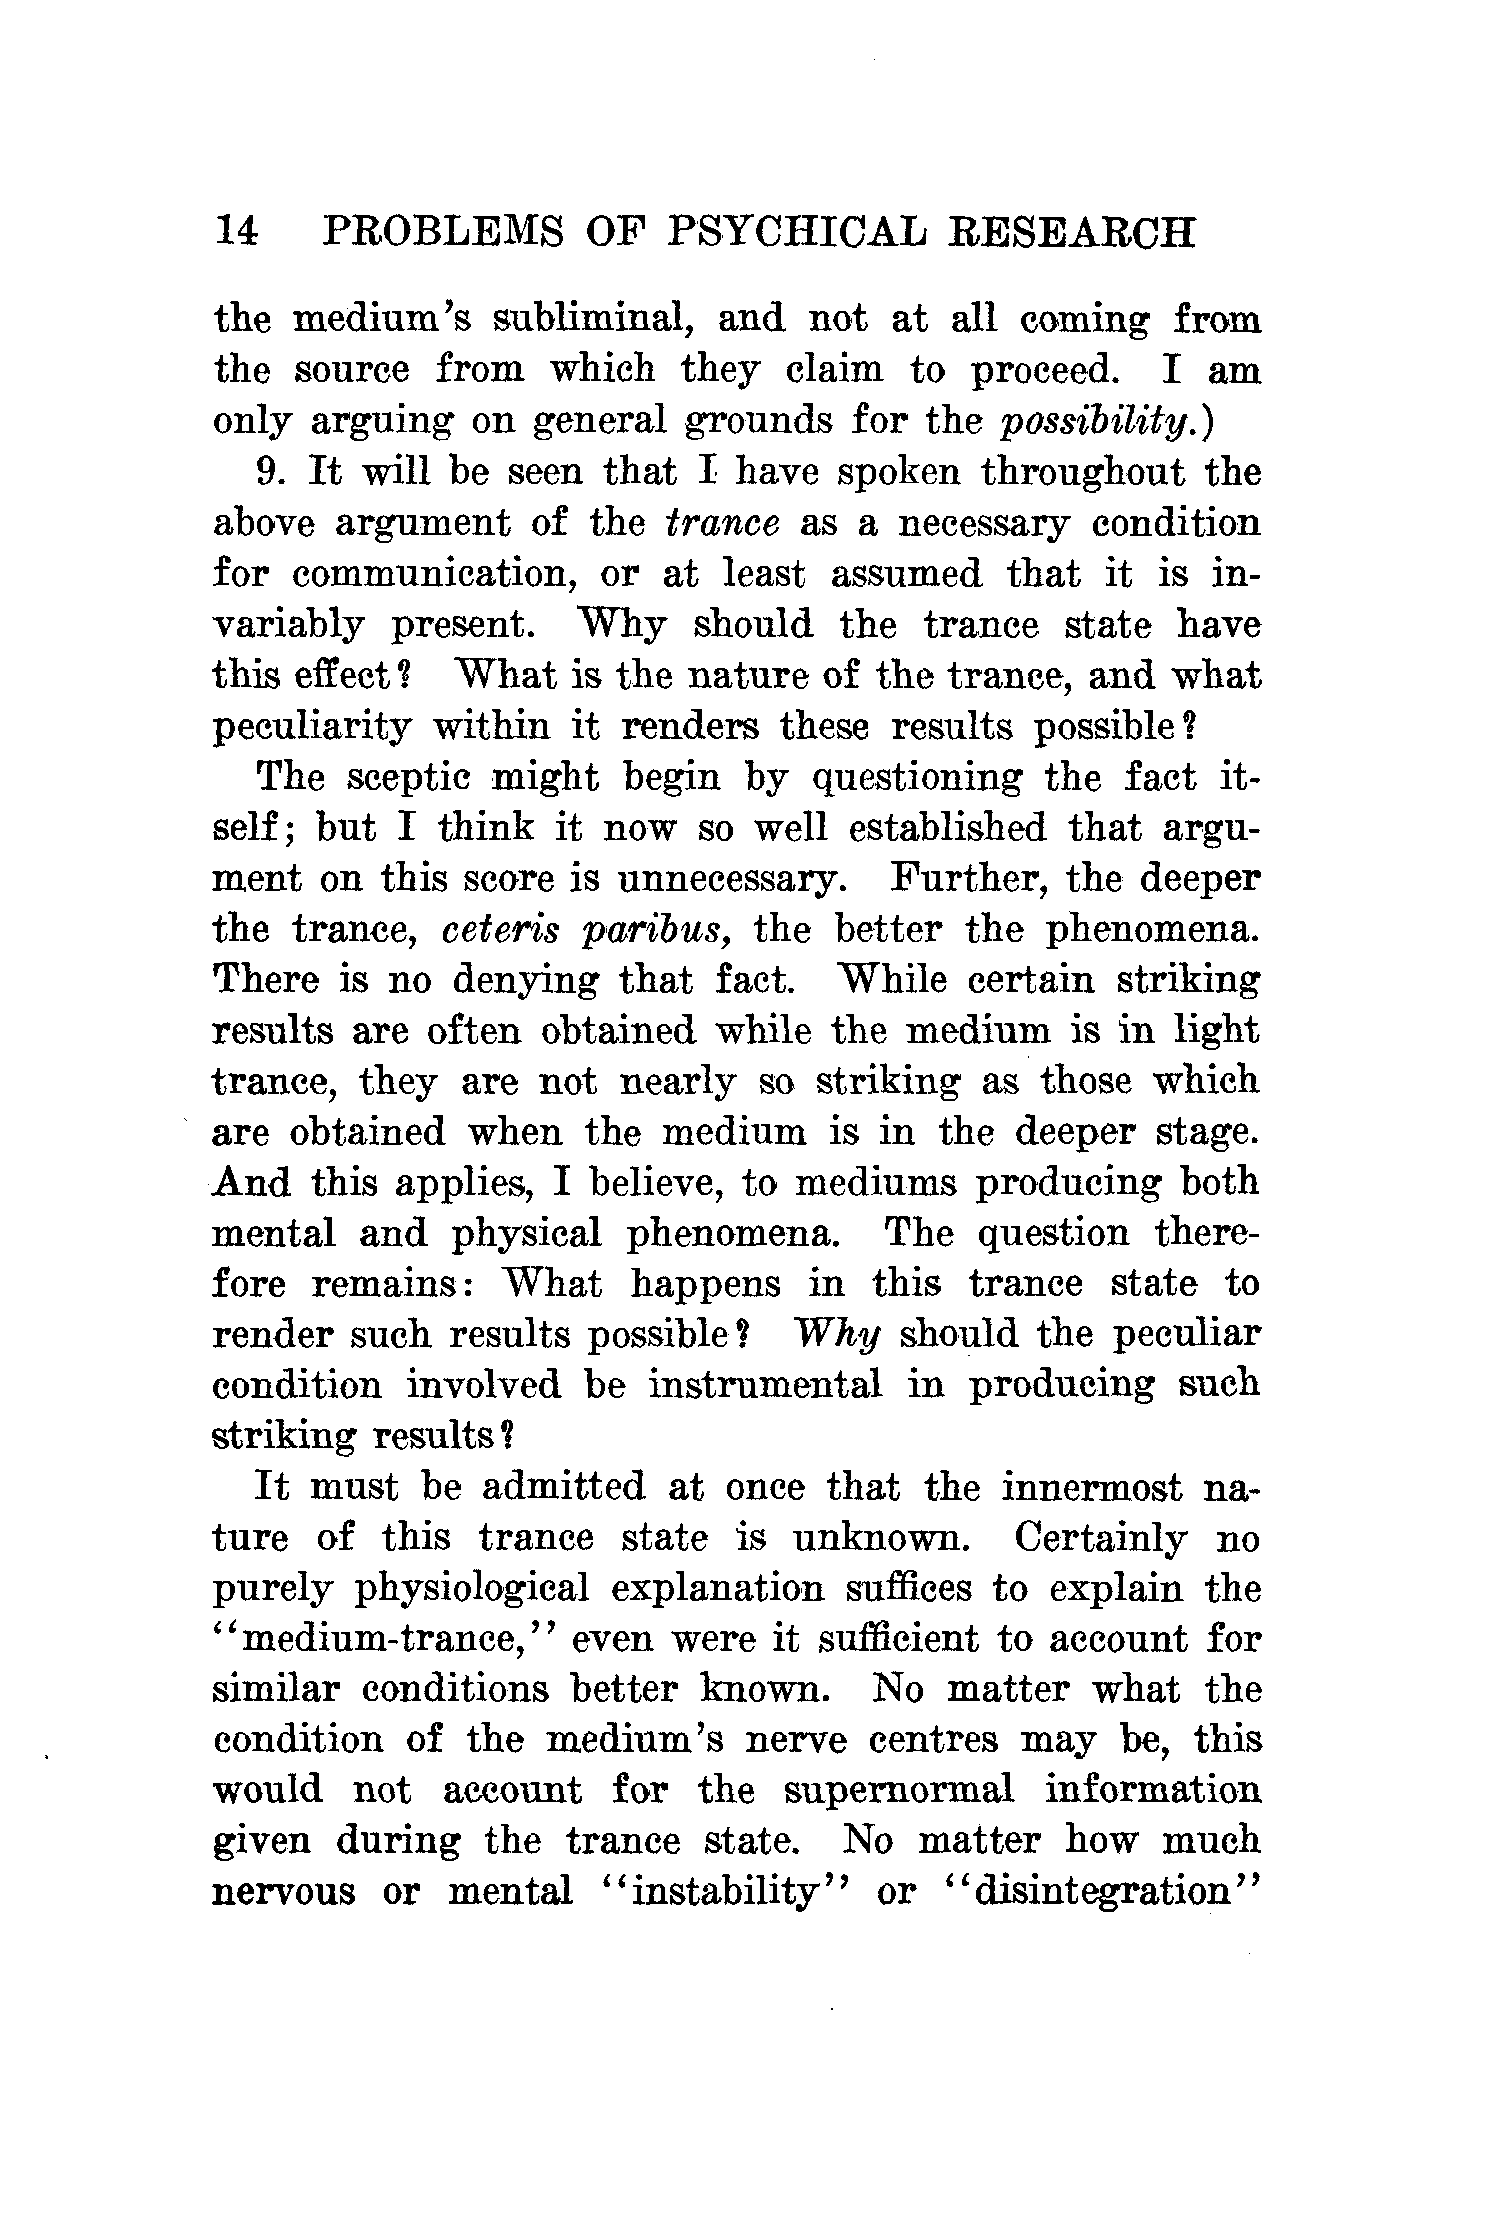 14 PROBLEMS OF PSYCHICAL RESEARCH
the medium's subliminal, and not at all coming from
the source from which they claim to proceed. I am
only arguing on general grounds for the possibility.)
9. It will be seen that I have spoken throughout the
above argument of the trance as a necessary condition
for communication, or at least assumed that it is in-
variably present. Why should the trance state have
this effect? What is the nature of the trance, and what
peculiarity within it renders these results possible?
The sceptic might begin by questioning the fact it-
self; but I think it now so well established that argu-
ment on this score is unnecessary. Further, the deeper
the trance, ceteris paribus, the better the phenomena.
There is no denying that fact. While certain striking
results are often obtained while the medium is in light
trance, they are not nearly so striking as those which
are obtained when the medium is in the deeper stage.
And this applies, I believe, to mediums producing both
mental and physical phenomena. The question there-
fore remains: What happens in this trance state to
render such results possible? Why should the peculiar
condition involved be instrumental in producing such
striking results?
It must be admitted at once that the innermost na-
ture of this trance state is unknown. Certainly no
purely physiological explanation suffices to explain the
"medium-trance," even were it sufficient to account for
similar conditions better known. No matter what the
condition of the medium's nerve centres may be, this
would not account for the supernormal information
given during the trance state. No matter how much
nervous or mental "instability" or "disintegration"